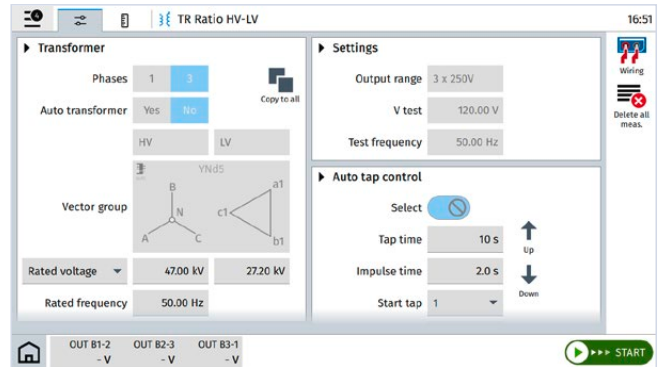 4
TR Ratio HV-LV
16:51
Transformer
Phases 1 3
Copy to all
Auto transformer Yes No
HV LV
YNd5
Vector group
B
N
A C
a1
c1
b1
Rated voltage 47.00 kV 27.20 kV
Rated frequency 50.00 Hz
Settings
Output range 3 x 250V
V test 120.00 V
Test frequency 50.00 Hz
Auto tap control
Select
Tap time 10 s
Up
Impulse time 2.0 s
Down
Start tap 1
Wiring
Delete all
meas.
OUT B1-2 OUT B2-3 OUT B3-1
- V - V - V
START